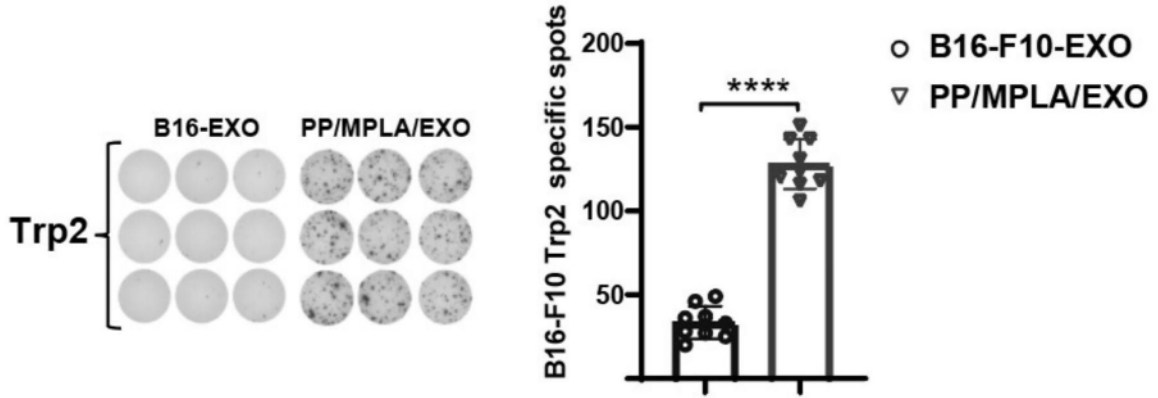 B16-EXO PP/MPLA/EXO
Trp2
B16-F10 Trp2 specific spots
200
150
100
50
****
B16-F10-EXO
PP/MPLA/EXO